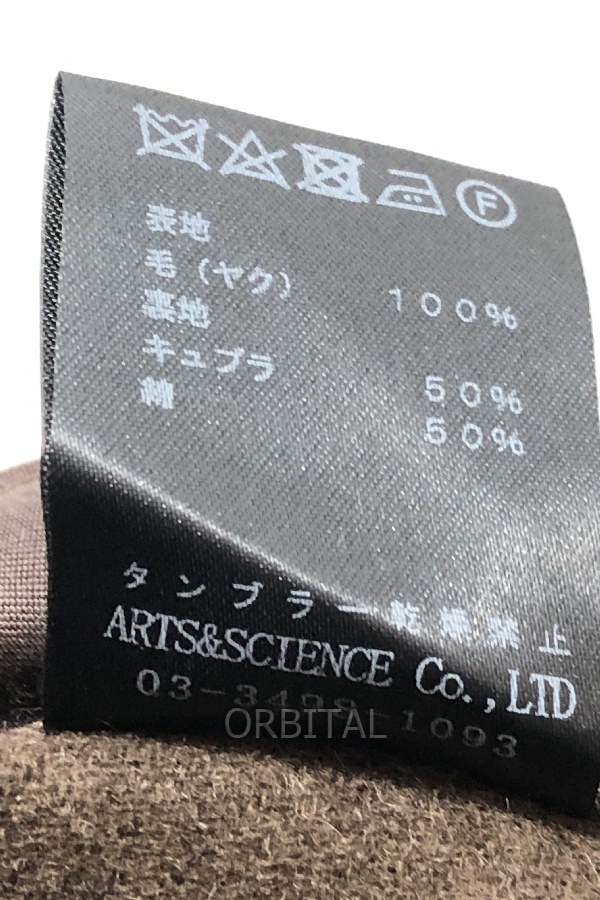 Ⓕ
表地
毛（ヤク） 100%
裏地
キュプラ 50%
綿 50%
タンブラー乾燥禁止
ARTS&SCIENCE Co.,LTD
03-3499-1093
ORBITAL